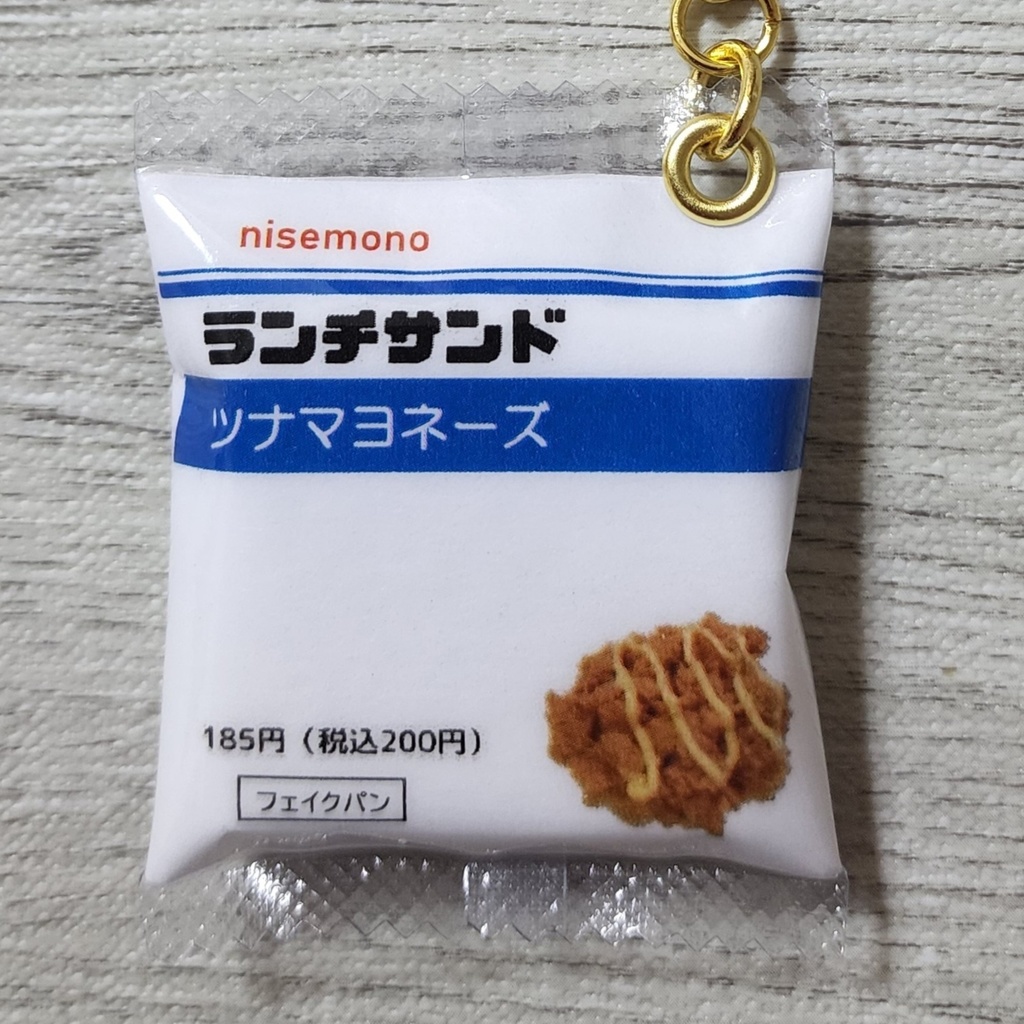 nisemono
ランチサンド
ツナマヨネーズ
185円（税込200円）
フェイクパン